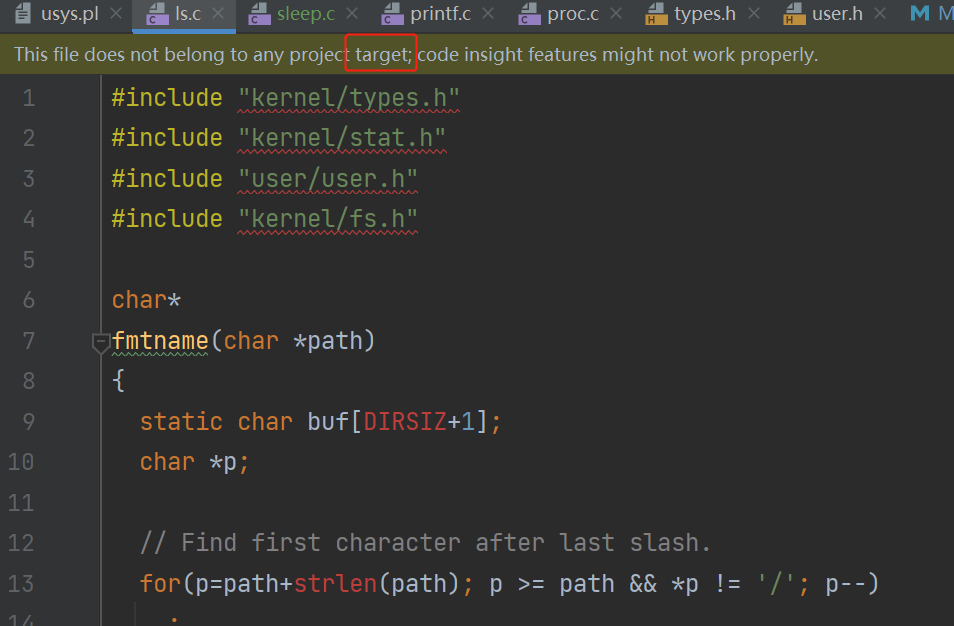 usys.pl ls.c sleep.c printf.c proc.c types.h user.h
This file does not belong to any project target; code insight features might not work properly.
1 #include "kernel/types.h"
2 #include "kernel/stat.h"
3 #include "user/user.h"
4 #include "kernel/fs.h"
5
6 char*
7 fmtname(char *path)
8 {
9 static char buf[DIRSIZ+1];
10 char *p;
11
12 // Find first character after last slash.
13 for(p=path+strlen(path); p >= path && *p != '/'; p--)
14 ;